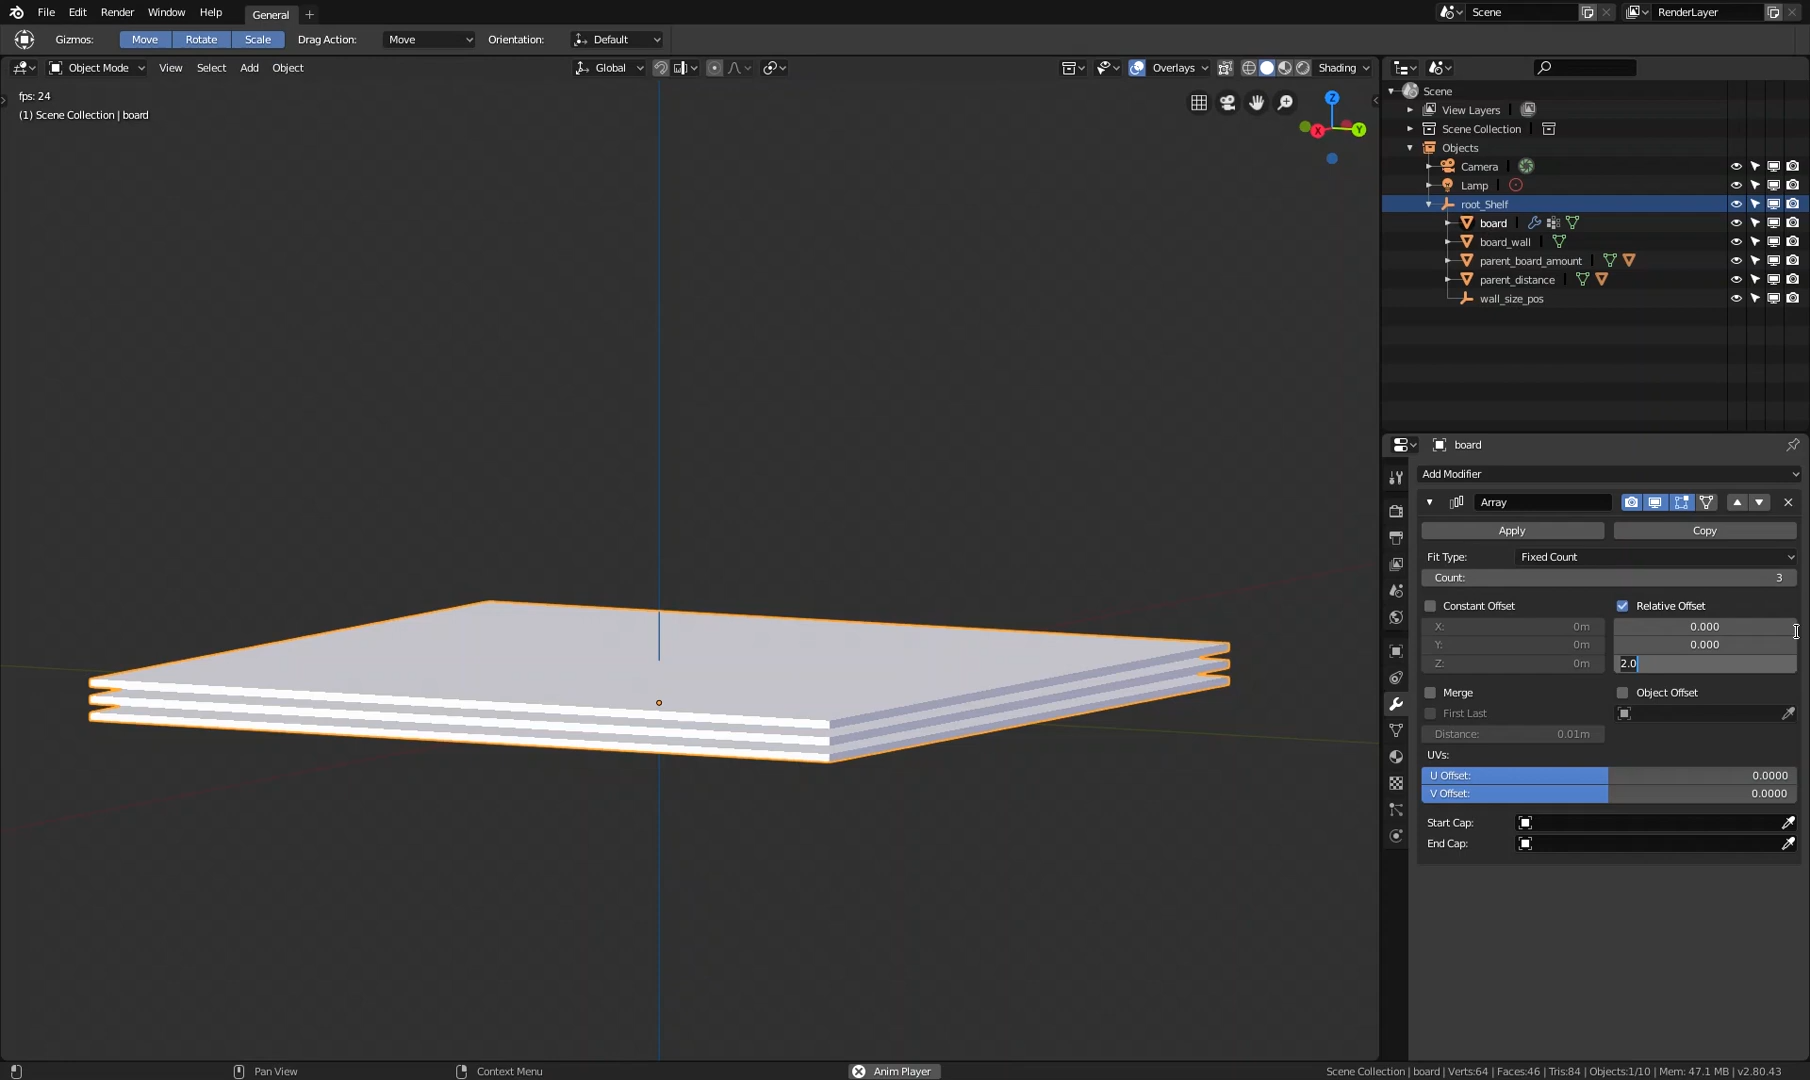 File Edit Render Window Help General + Scene RenderLayer
Gizmos: Move Rotate Scale Drag Action: Move Orientation: Default
Object Mode View Select Add Object Global Overlays Shading
fps: 24
(1) Scene Collection | board
Z
X
Y
Scene
View Layers
Scene Collection
Objects
Camera
Lamp
root_Shelf
board
board_wall
parent_board_amount
parent_distance
wall_size_pos
board
Add Modifier
Array
Apply Copy
Fit Type: Fixed Count
Count: 3
Constant Offset Relative Offset
X: 0m 0.000
Y: 0m 0.000
Z: 0m 2.0
Merge Object Offset
First Last
Distance: 0.01m
UVs:
U Offset: 0.0000
V Offset: 0.0000
Start Cap:
End Cap:
Pan View Context Menu Anim Player Scene Collection | board | Verts:64 | Faces:46 | Tris:84 | Objects:1/10 | Mem: 47.1 MB | v2.80.43